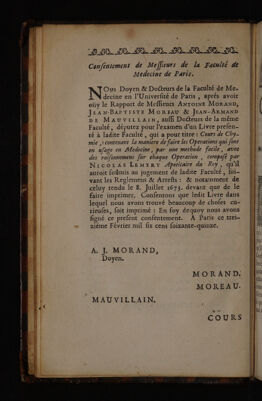 Consentement de Messieurs de la Faculté de
Medecine de Paris.
NOus Doyen & Docteurs de la Faculté de Me-
decine en l'Université de Paris, aprés avoir
oüy le Rapport de Messieurs ANTOINE MORAND,
JEAN-BAPTISTE MOREAU & JEAN-ARMAND
DE MAUVILLAIN, aussi Docteurs de la même
Faculté, députez pour l'examen d'un Livre presen-
té à ladite Faculté, qui a pour titre : Cours de Chy-
mie, contenant la maniere de faire les Operations qui sont
en usage en Medecine, par une methode facile, avec
des raisonnemens sur chaque Operation, composé par
NICOLAS LEMERY Apoticaire du Roy, qu'il
auroit soûmis au jugement de ladite Faculté, sui-
vant les Reglemens & Arrests : & notamment de
celuy rendu le 8. Juillet 1673. devant que de le
faire imprimer, Consentons que ledit Livre dans
lequel nous avons trouvé beaucoup de choses cu-
rieuses, soit imprimé : En foy dequoy nous avons
signé ce present consentement. A Paris ce trei-
ziéme Février mil six cens soixante-quinze.
A. J. MORAND,
Doyen.
MORAND.
MOREAU.
MAUVILLAIN.
COURS